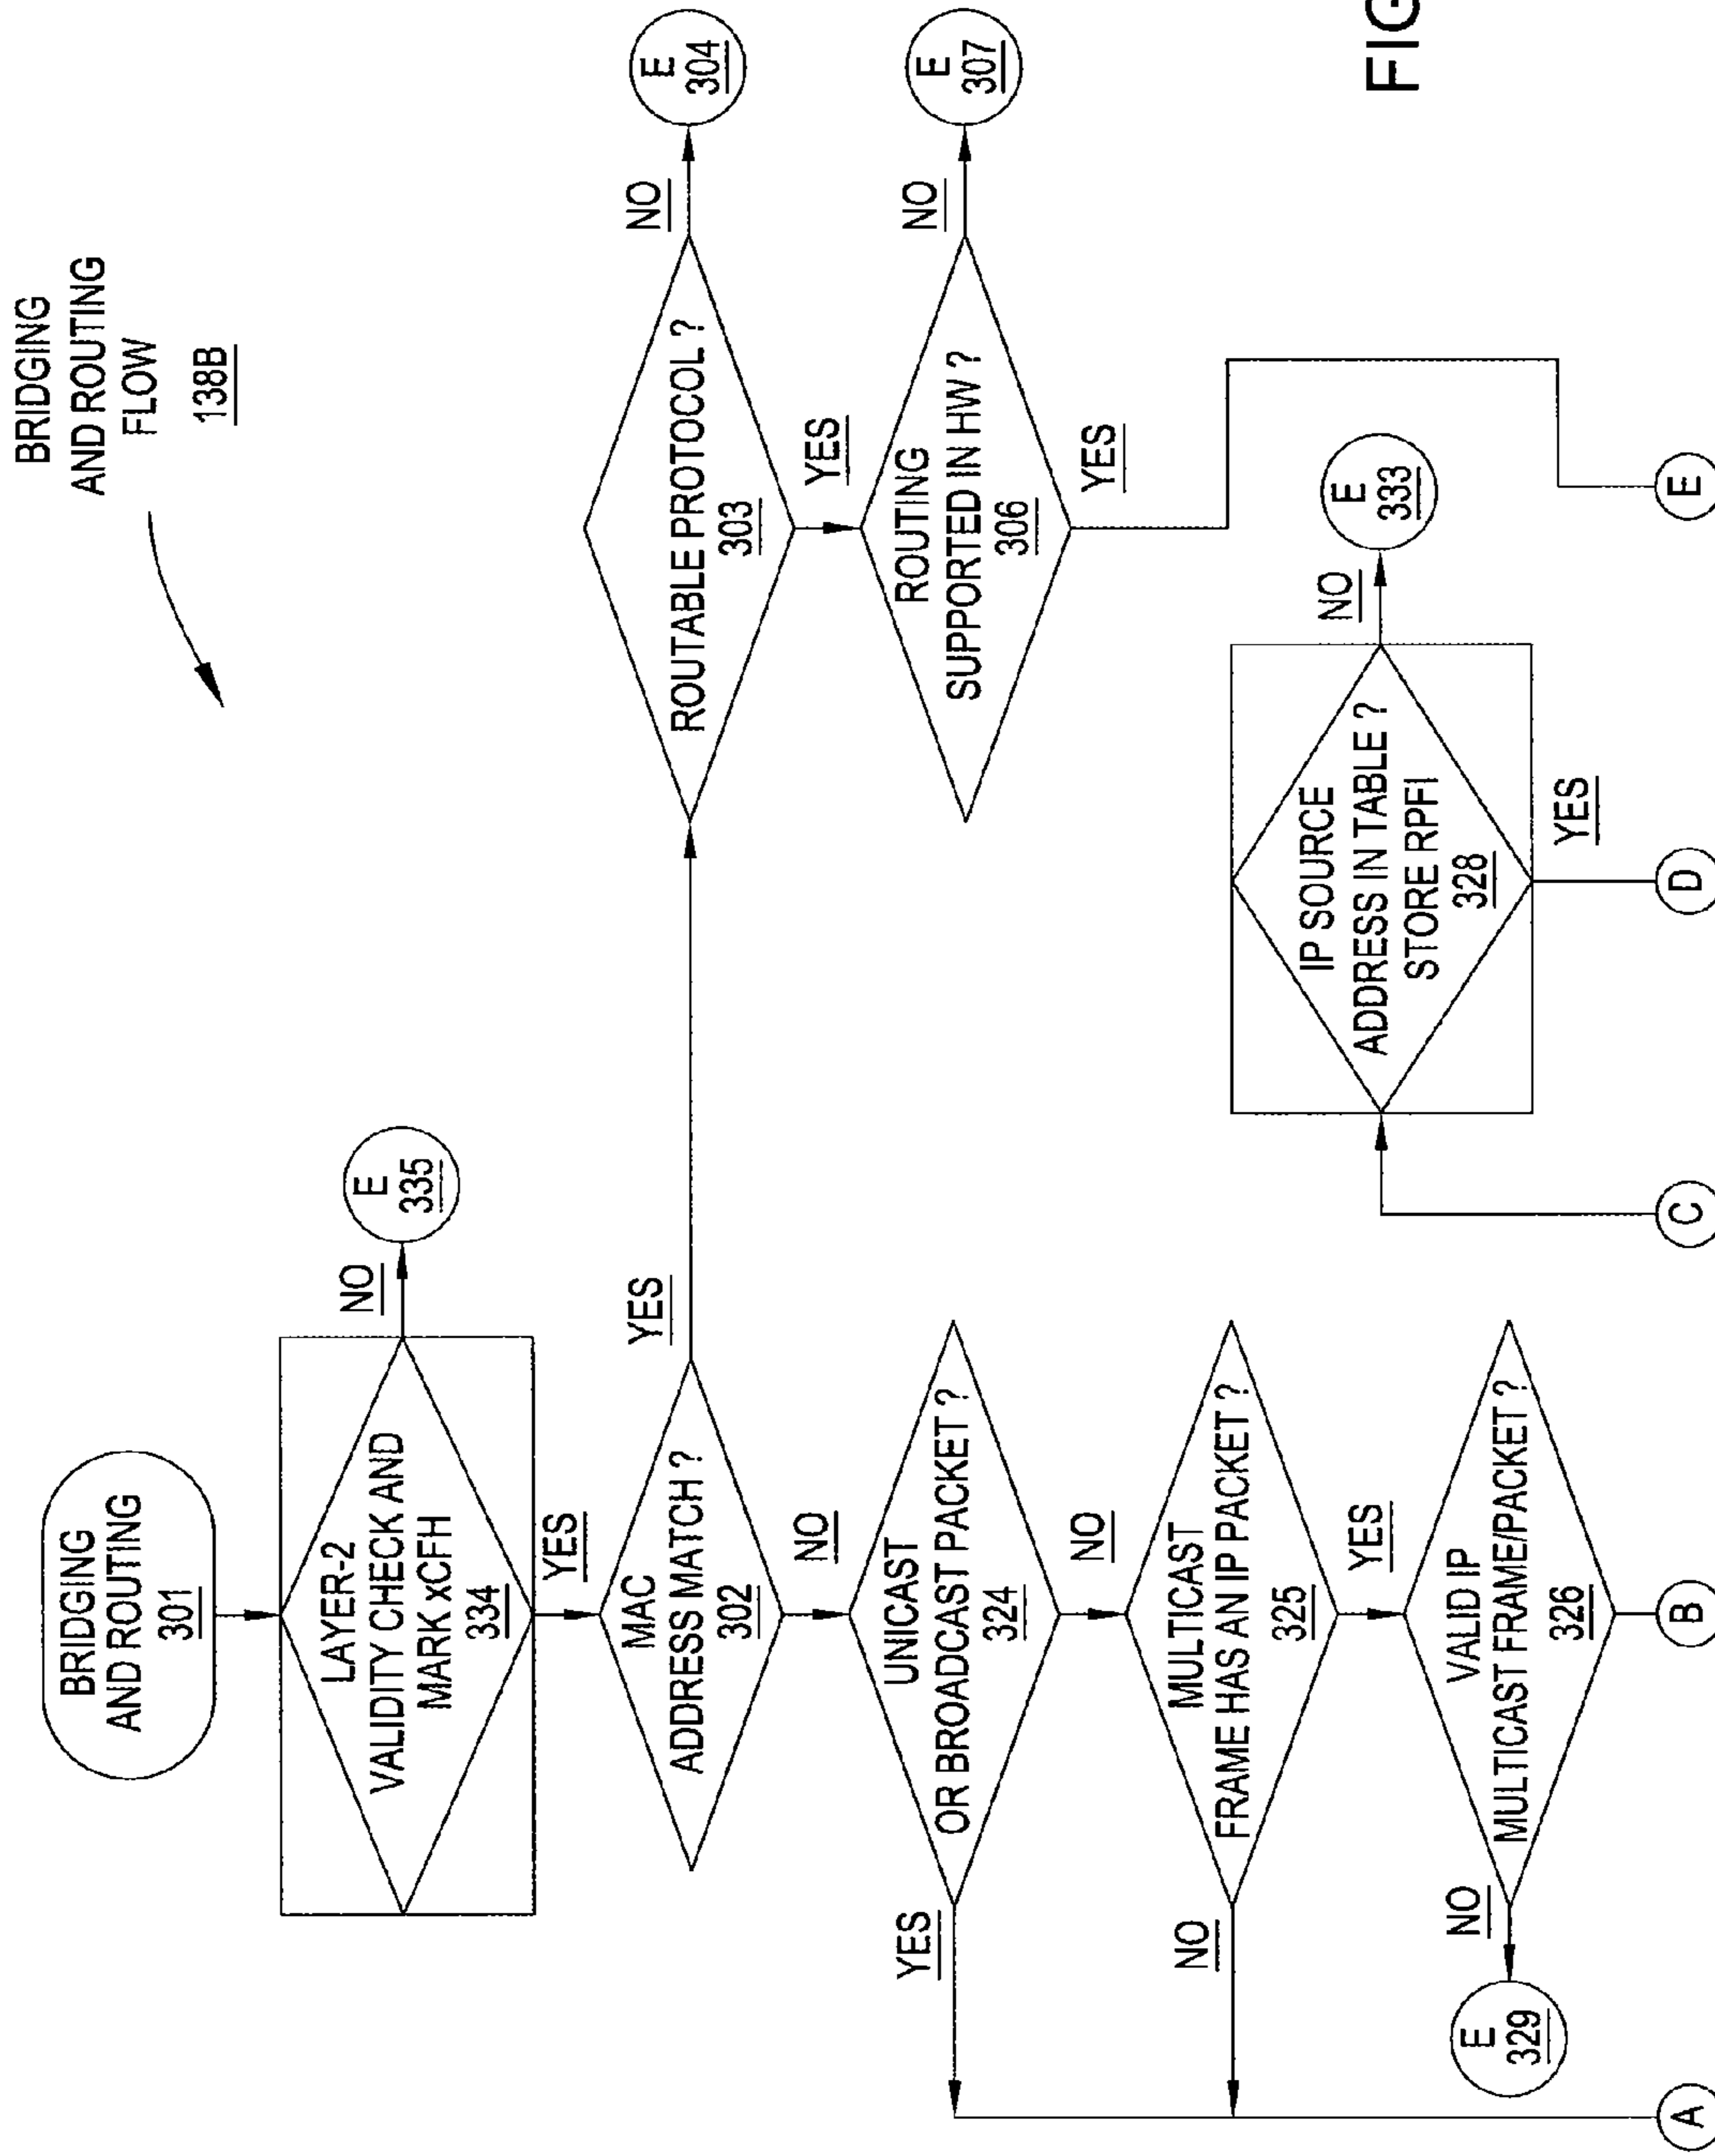 BRIDGING
AND ROUTING
FLOW
138B
BRIDGING
AND ROUTING
301
LAYER-2
VALIDITY CHECK AND
MARK xCFH
334
NO
E
335
YES
MAC
ADDRESS MATCH ?
302
YES
ROUTABLE PROTOCOL ?
303
NO
E
304
YES
ROUTING
SUPPORTED IN HW ?
306
NO
E
307
YES
NO
UNICAST
OR BROADCAST PACKET ?
324
YES
NO
MULTICAST
FRAME HAS AN IP PACKET ?
325
NO
YES
VALID IP
MULTICAST FRAME/PACKET ?
326
NO
E
329
IP SOURCE
ADDRESS IN TABLE ?
STORE RPFI
328
NO
E
333
YES
A
B
C
D
E
FIG